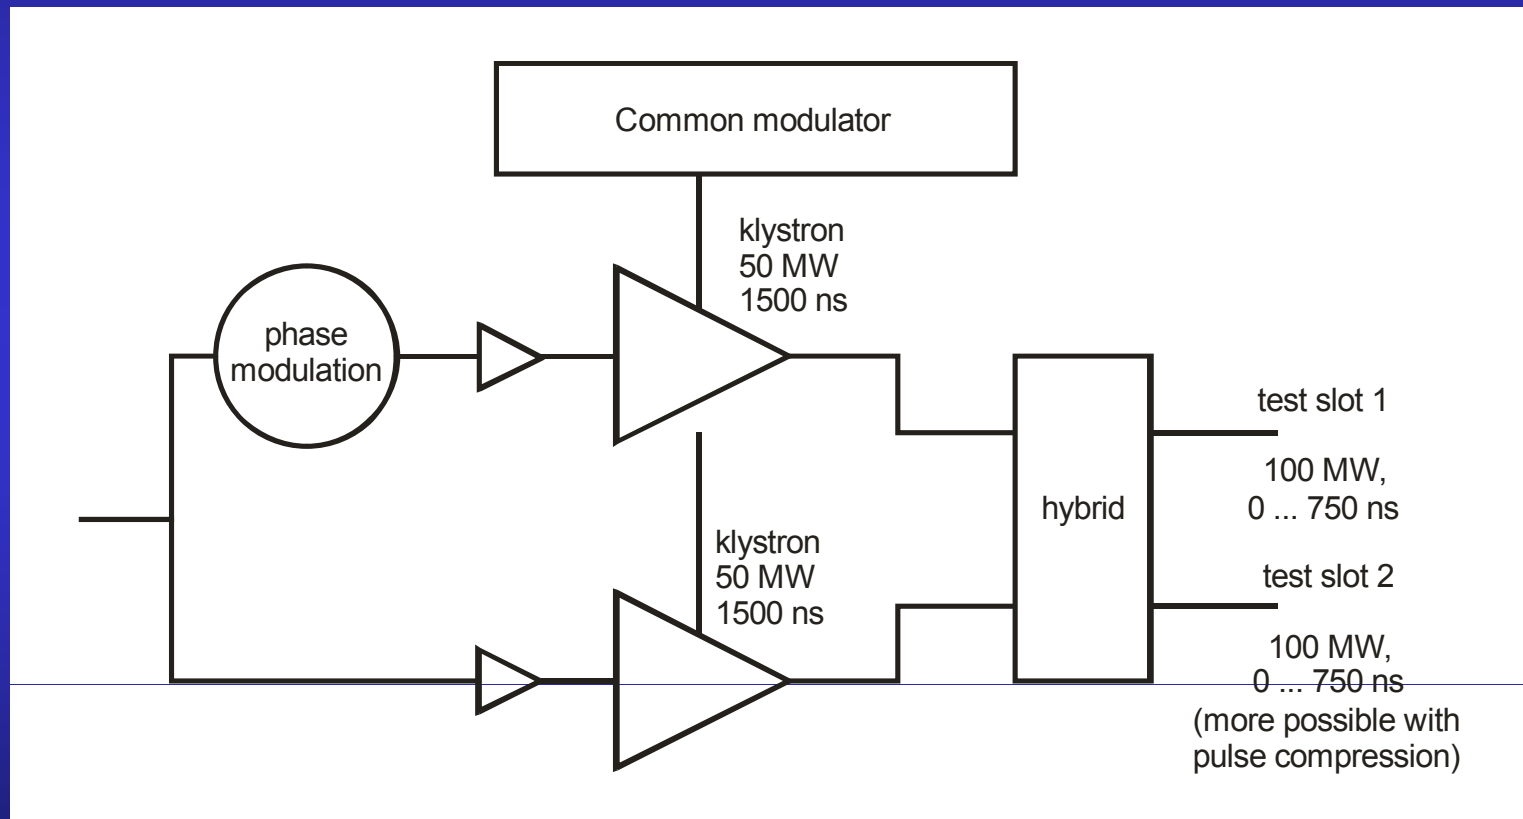 Common modulator
klystron
50 MW
1500 ns
phase
modulation
test slot 1
100 MW,
0 ... 750 ns
hybrid
klystron
50 MW
1500 ns
test slot 2
100 MW,
0 ... 750 ns
(more possible with
pulse compression)